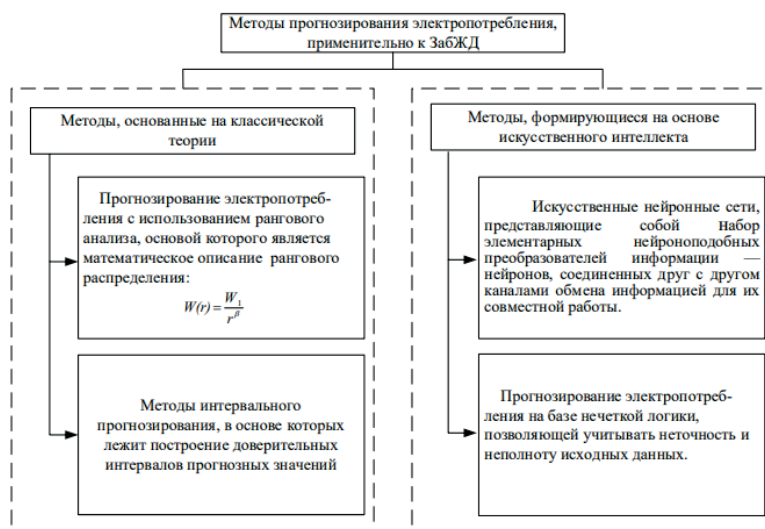 Методы прогнозирования электропотребления,
применительно к ЗабЖД
Методы, основанные на классической
теории
Прогнозирование электропотреб-
ления с использованием рангового
анализа, основой которого является
математическое описание рангового
распределения:
W(r) = W₁ / r^β
Методы интервального
прогнозирования, в основе которых
лежит построение доверительных
интервалов прогнозных значений
Методы, формирующиеся на основе
искусственного интеллекта
Искусственные нейронные сети,
представляющие собой Набор
элементарных нейроноподобных
преобразователей информации —
нейронов, соединенных друг с другом
каналами обмена информацией для их
совместной работы.
Прогнозирование электропотреб-
ления на базе нечеткой логики,
позволяющей учитывать неточность и
неполноту исходных данных.